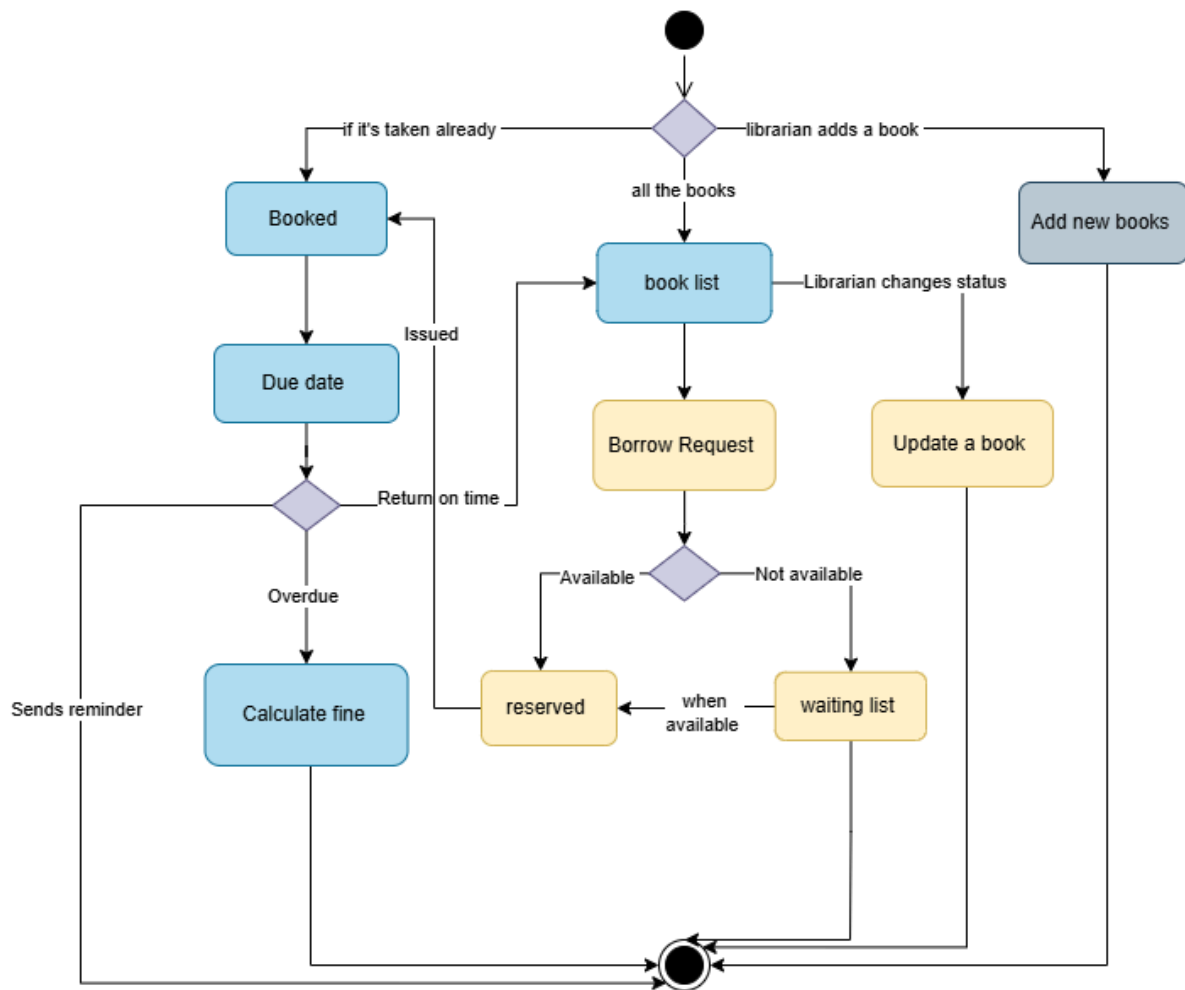 if it's taken already
librarian adds a book
all the books
Booked
Add new books
book list
Librarian changes status
Issued
Due date
Borrow Request
Update a book
Return on time
Available
Not available
Overdue
Sends reminder
Calculate fine
reserved
when
available
waiting list